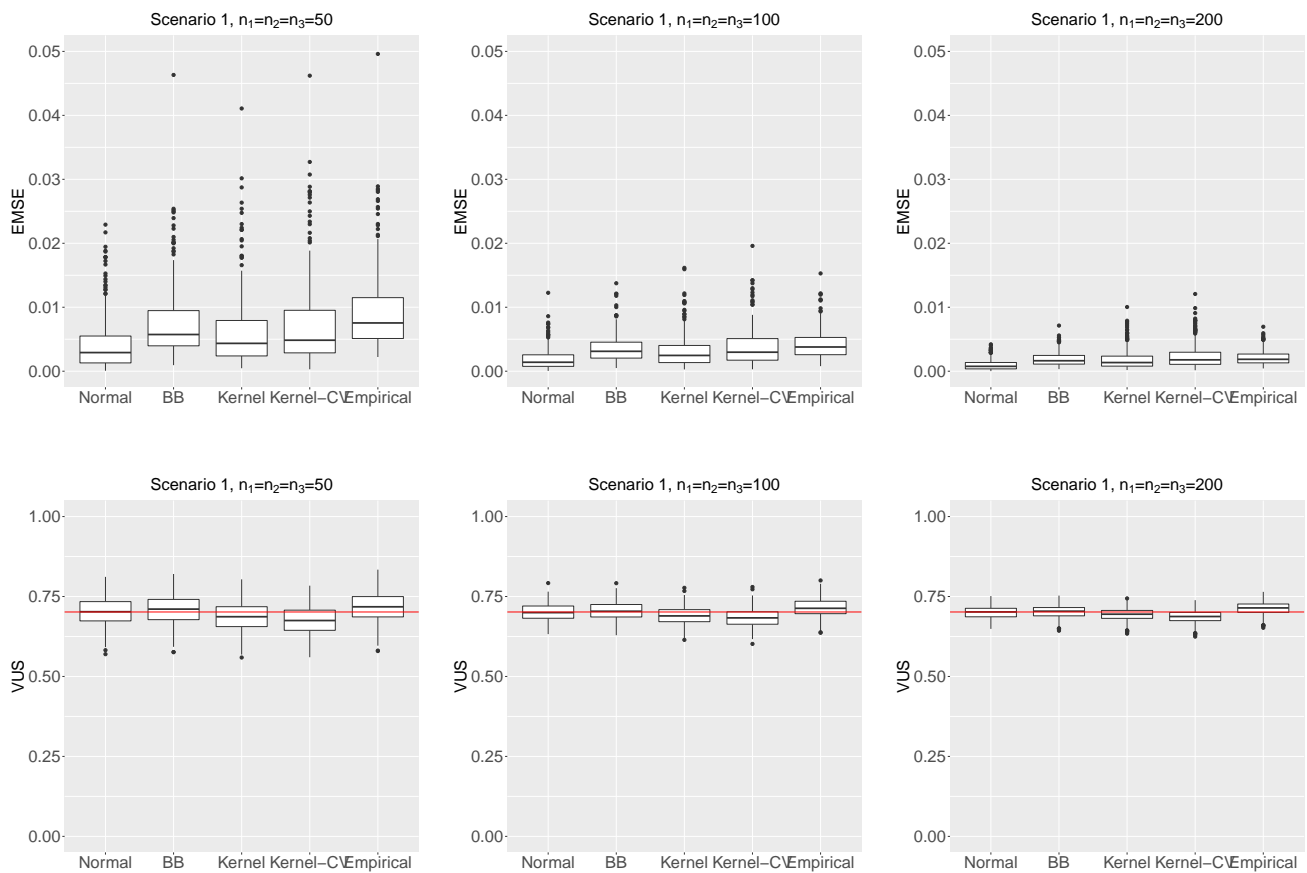 Scenario 1, n₁=n₂=n₃=50
0.05
0.04
0.03
0.02
0.01
0.00
EMSE
Normal BB Kernel Kernel−CV Empirical
Scenario 1, n₁=n₂=n₃=100
0.05
0.04
0.03
0.02
0.01
0.00
EMSE
Normal BB Kernel Kernel−CV Empirical
Scenario 1, n₁=n₂=n₃=200
0.05
0.04
0.03
0.02
0.01
0.00
EMSE
Normal BB Kernel Kernel−CV Empirical
Scenario 1, n₁=n₂=n₃=50
1.00
0.75
0.50
0.25
0.00
VUS
Normal BB Kernel Kernel−CV Empirical
Scenario 1, n₁=n₂=n₃=100
1.00
0.75
0.50
0.25
0.00
VUS
Normal BB Kernel Kernel−CV Empirical
Scenario 1, n₁=n₂=n₃=200
1.00
0.75
0.50
0.25
0.00
VUS
Normal BB Kernel Kernel−CV Empirical